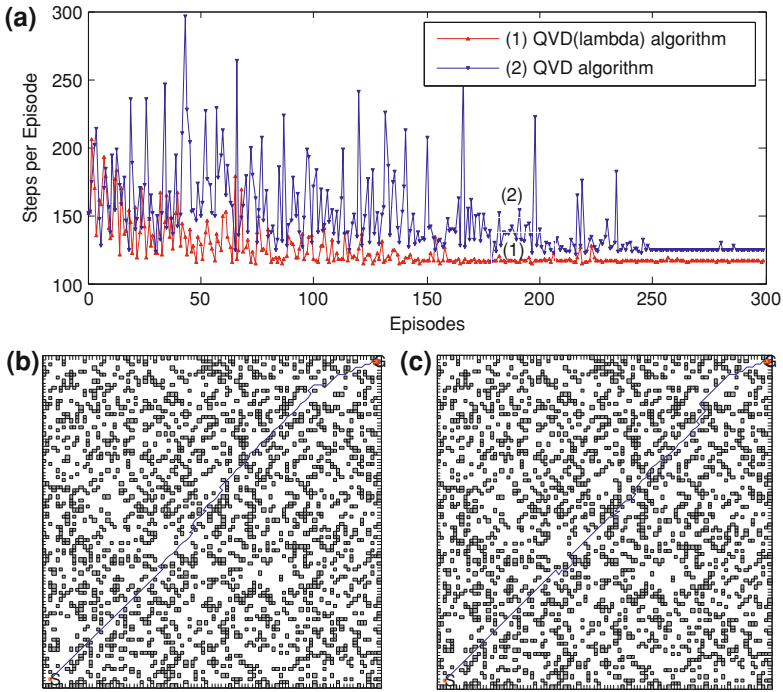 (a)
300
250
200
150
100
Steps per Episode
(1) QVD(lambda) algorithm
(2) QVD algorithm
(2)
(1)
0 50 100 150 200 250 300
Episodes
(b)
(c)
G
G
S
S